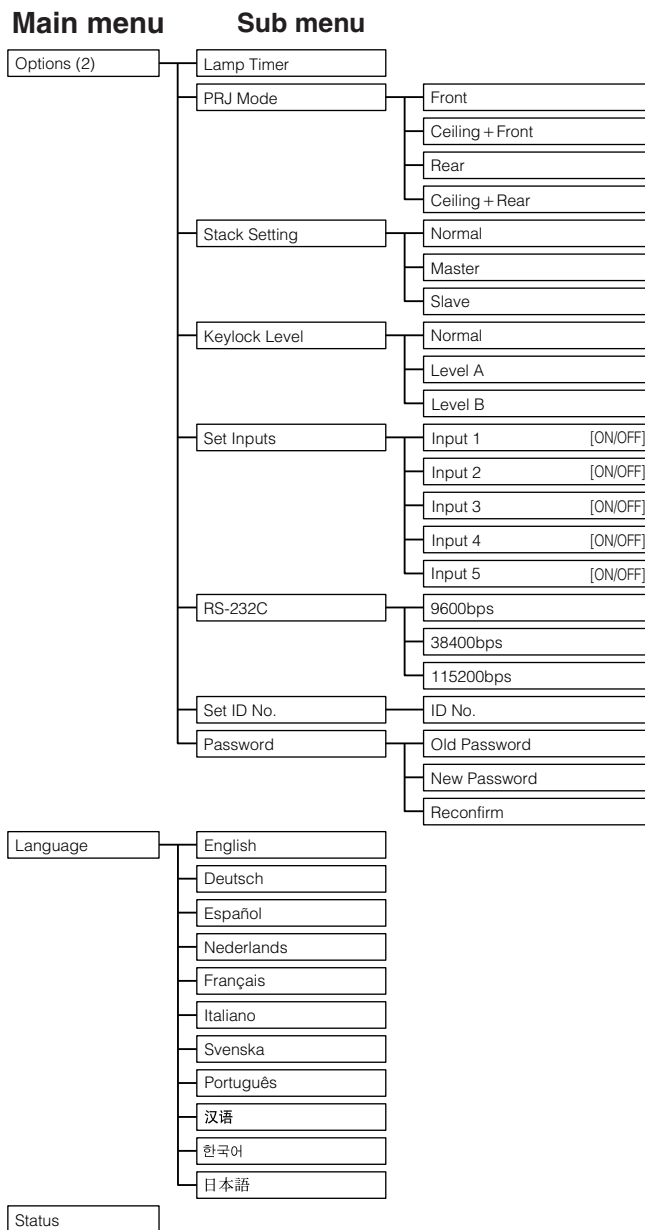 Main menu Sub menu
Options (2) Lamp Timer
PRJ Mode Front
Ceiling + Front
Rear
Ceiling + Rear
Stack Setting Normal
Master
Slave
Keylock Level Normal
Level A
Level B
Set Inputs Input 1 [ON/OFF]
Input 2 [ON/OFF]
Input 3 [ON/OFF]
Input 4 [ON/OFF]
Input 5 [ON/OFF]
RS-232C 9600bps
38400bps
115200bps
Set ID No. ID No.
Password Old Password
New Password
Reconfirm
Language English
Deutsch
Español
Nederlands
Français
Italiano
Svenska
Português
汉语
한국어
日本語
Status